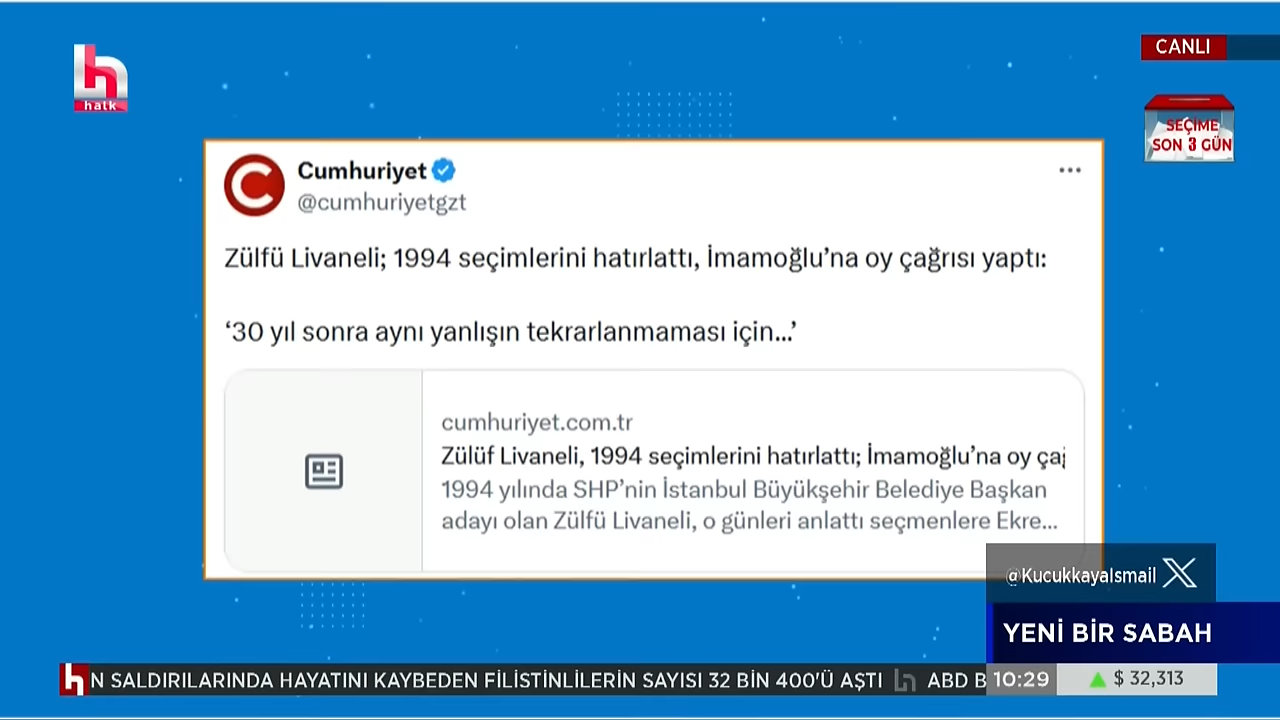 CANLI
halk
SEÇİME
SON 3 GÜN
Cumhuriyet
@cumhuriyetgzt
Zülfü Livaneli; 1994 seçimlerini hatırlattı, İmamoğlu’na oy çağrısı yaptı:
‘30 yıl sonra aynı yanlışın tekrarlanmaması için...’
cumhuriyet.com.tr
Zülüf Livaneli, 1994 seçimlerini hatırlattı; İmamoğlu’na oy çağ
1994 yılında SHP’nin İstanbul Büyükşehir Belediye Başkan
adayı olan Zülfü Livaneli, o günleri anlattı seçmenlere Ekre...
@KucukkayaIsmail X
YENİ BİR SABAH
N SALDIRILARINDA HAYATINI KAYBEDEN FİLİSTİNLİLERİN SAYISI 32 BİN 400'Ü AŞTI ABD B 10:29 $ 32,313